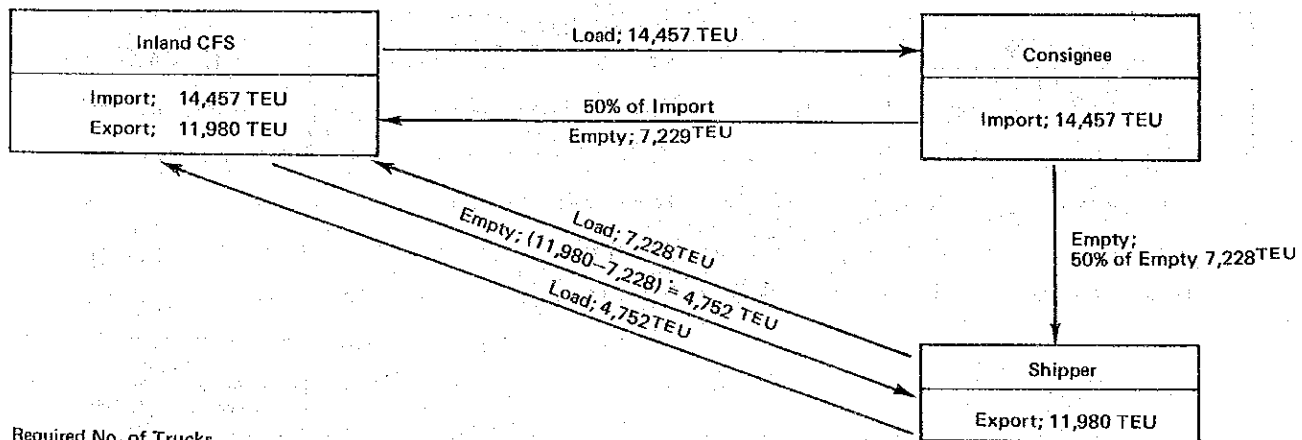 Inland CFS
Import; 14,457 TEU
Export; 11,980 TEU
Load; 14,457 TEU
50% of Import
Empty; 7,229TEU
Consignee
Import; 14,457 TEU
Load; 7,228TEU
Empty; (11,980–7,228) = 4,752 TEU
Load; 4,752TEU
Empty;
50% of Empty 7,228TEU
Shipper
Export; 11,980 TEU
Required No. of Trucks